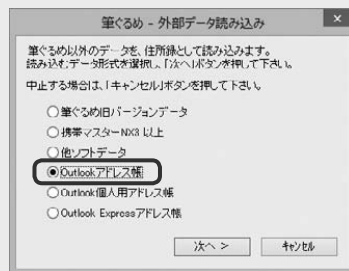 筆ぐるめ - 外部データ読み込み
筆ぐるめ以外のデータを、住所録として読み込みます。
読み込むデータ形式を選択し、「次へ」ボタンを押して下さい。
中止する場合は、「キャンセル」ボタンを押して下さい。
筆ぐるめ旧バージョンデータ
携帯マスターNX3 以上
他ソフトデータ
Outlookアドレス帳
Outlook個人用アドレス帳
Outlook Expressアドレス帳
次へ >
キャンセル